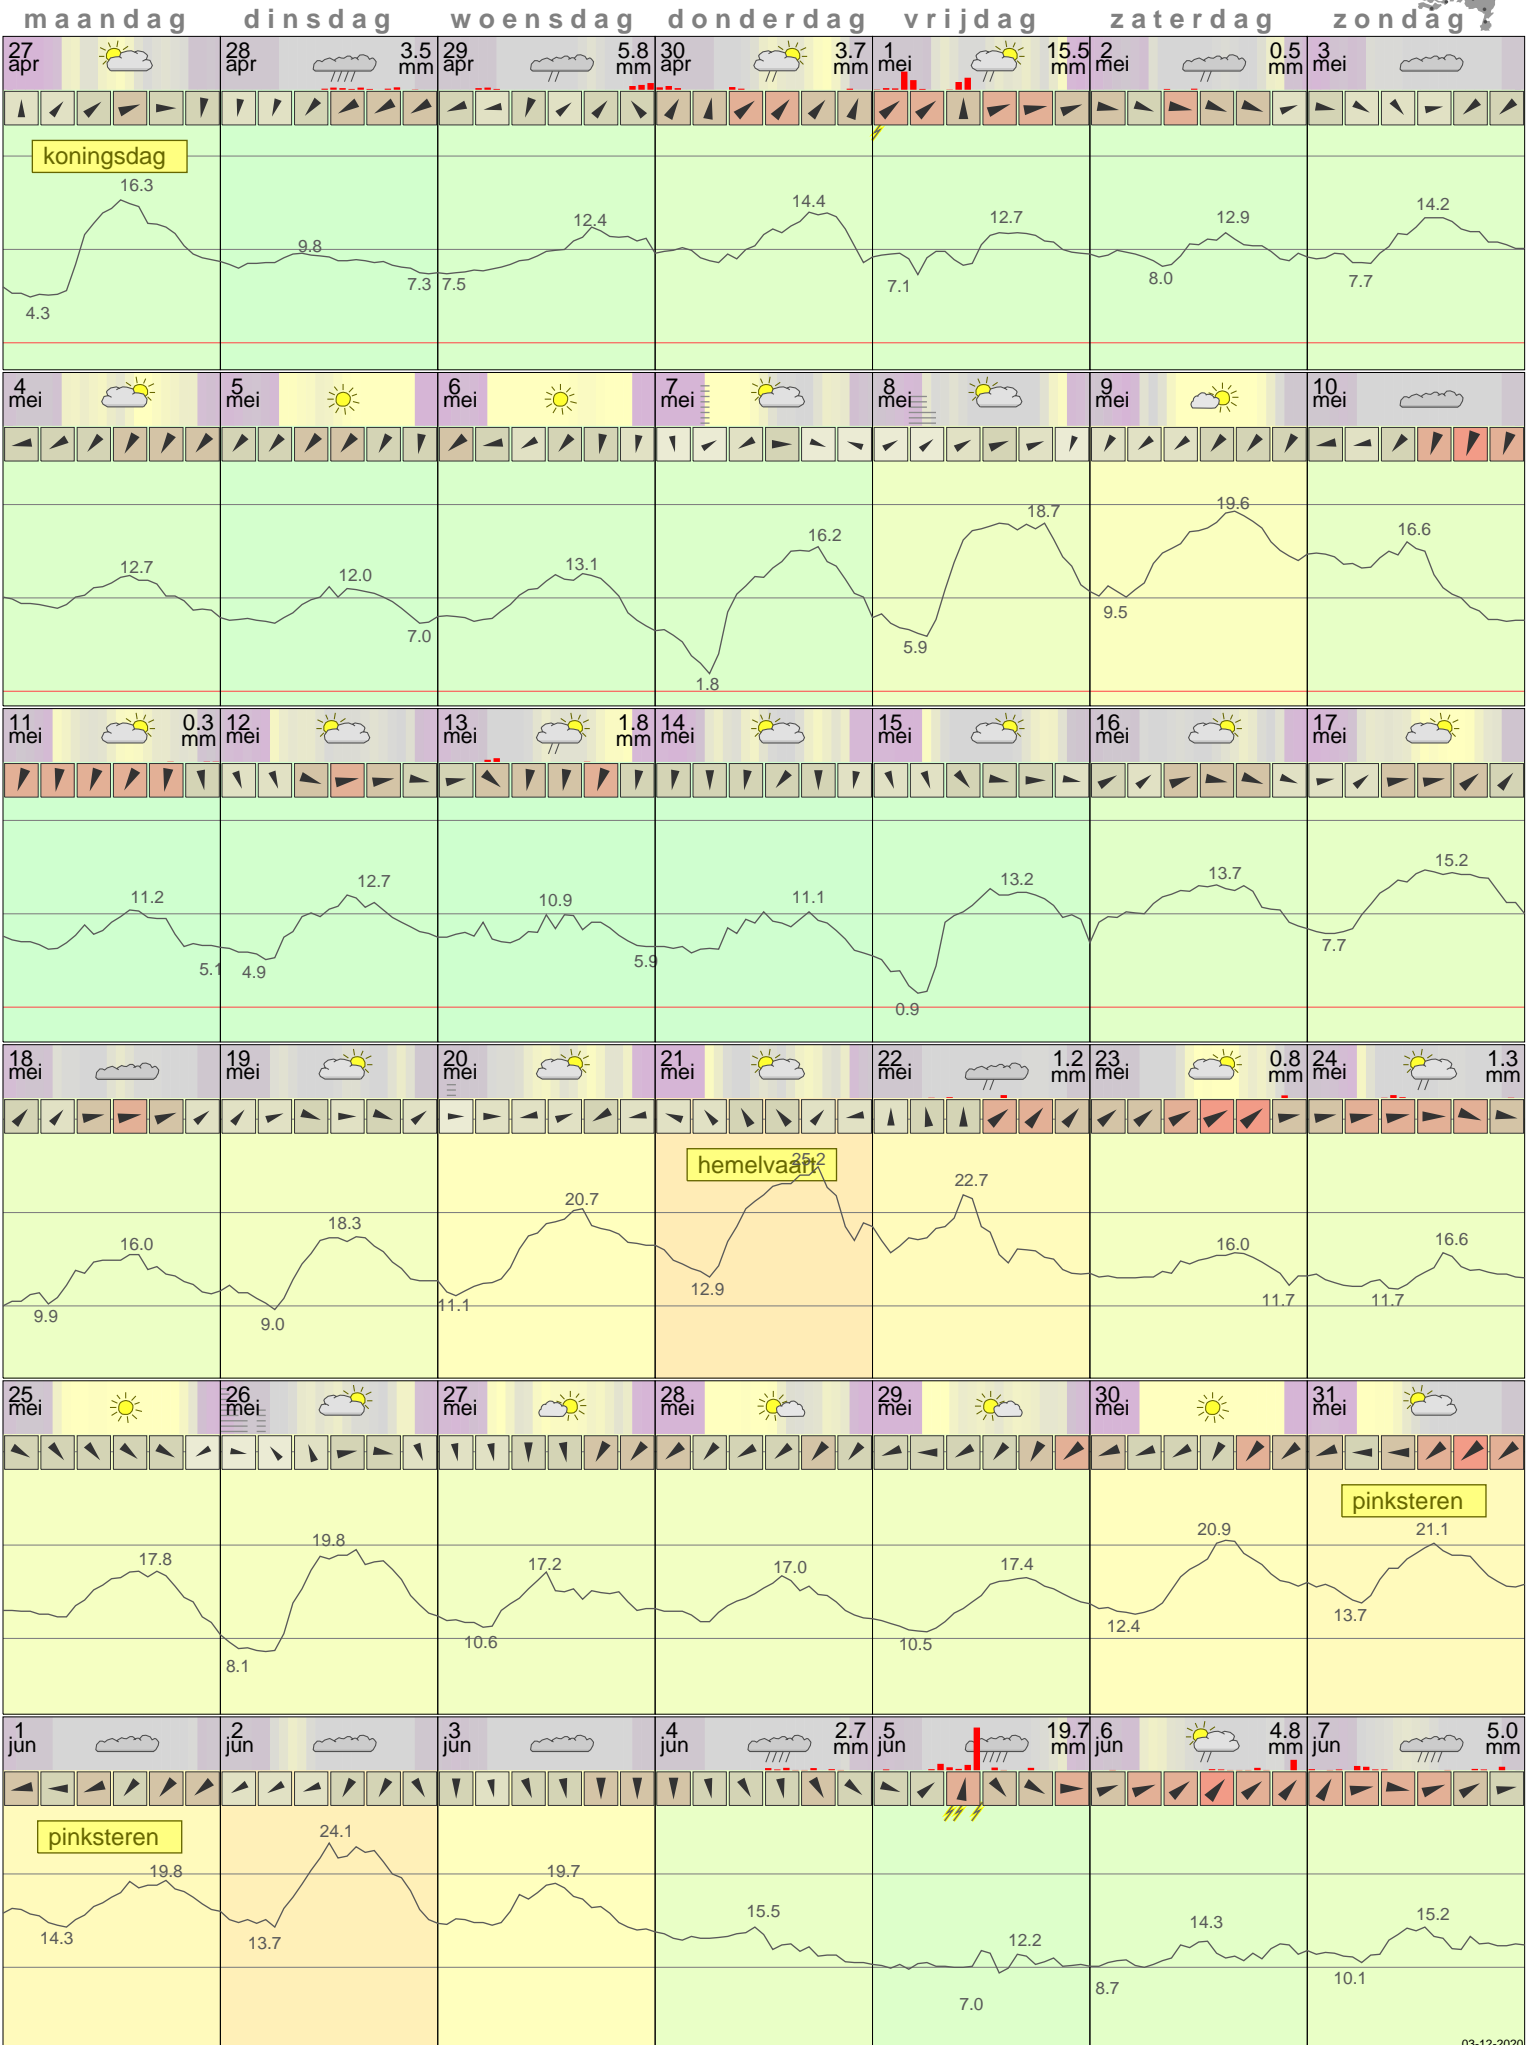 maandag dinsdag woensdag donderdag vrijdag zaterdag zondag
27 28 3.5 29 5.8 30 3.7 1 15.5 2 0.5 3
apr apr mm apr mm apr mm mei mm mei mm mei
koningsdag
16.3 9.8 12.4 14.4 12.7 12.9 14.2
4.3 7.3 7.5 7.1 8.0 7.7
4 5 6 7 8 9 10
mei mei mei mei mei mei mei
12.7 12.0 13.1 16.2 18.7 19.6 16.6
7.0 1.8 5.9 9.5
11 0.3 12 13 1.8 14 15 16 17
mei mm mei mei mm mei mei mei mei
11.2 12.7 10.9 11.1 13.2 13.7 15.2
5.1 4.9 5.9 0.9 7.7
18 19 20 21 22 1.2 23 0.8 24 1.3
mei mei mei mei mei mm mei mm mei mm
hemelvaart
16.0 18.3 20.7 25.2 22.7 16.0 16.6
9.9 9.0 11.1 12.9 11.7 11.7
25 26 27 28 29 30 31
mei mei mei mei mei mei mei
pinksteren
17.8 19.8 17.2 17.0 17.4 20.9 21.1
8.1 10.6 10.5 12.4 13.7
1 2 3 4 2.7 5 19.7 6 4.8 7 5.0
jun jun jun jun mm jun mm jun mm jun mm
pinksteren
19.8 24.1 19.7 15.5 12.2 14.3 15.2
14.3 13.7 7.0 8.7 10.1
03-12-2020